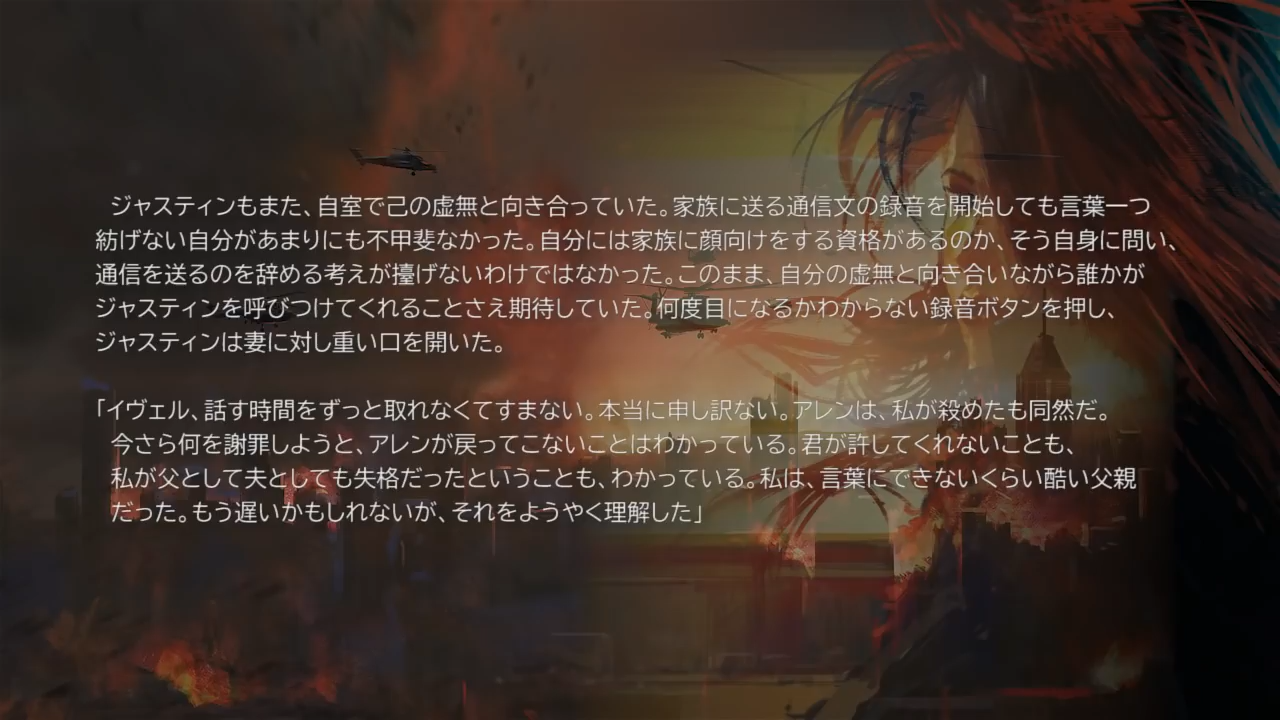 ジャスティンもまた、自室で己の虚無と向き合っていた。家族に送る通信文の録音を開始しても言葉一つ
紡げない自分があまりにも不甲斐なかった。自分には家族に顔向けをする資格があるのか、そう自身に問い、
通信を送るのを辞める考えが擡げないわけではなかった。このまま、自分の虚無と向き合いながら誰かが
ジャスティンを呼びつけてくれることさえ期待していた。何度目になるかわからない録音ボタンを押し、
ジャスティンは妻に対し重い口を開いた。
「イヴェル、話す時間をずっと取れなくてすまない。本当に申し訳ない。アレンは、私が殺めたも同然だ。
今さら何を謝罪しようと、アレンが戻ってこないことはわかっている。君が許してくれないことも、
私が父として夫としても失格だったということも、わかっている。私は、言葉にできないくらい酷い父親
だった。もう遅いかもしれないが、それをようやく理解した」